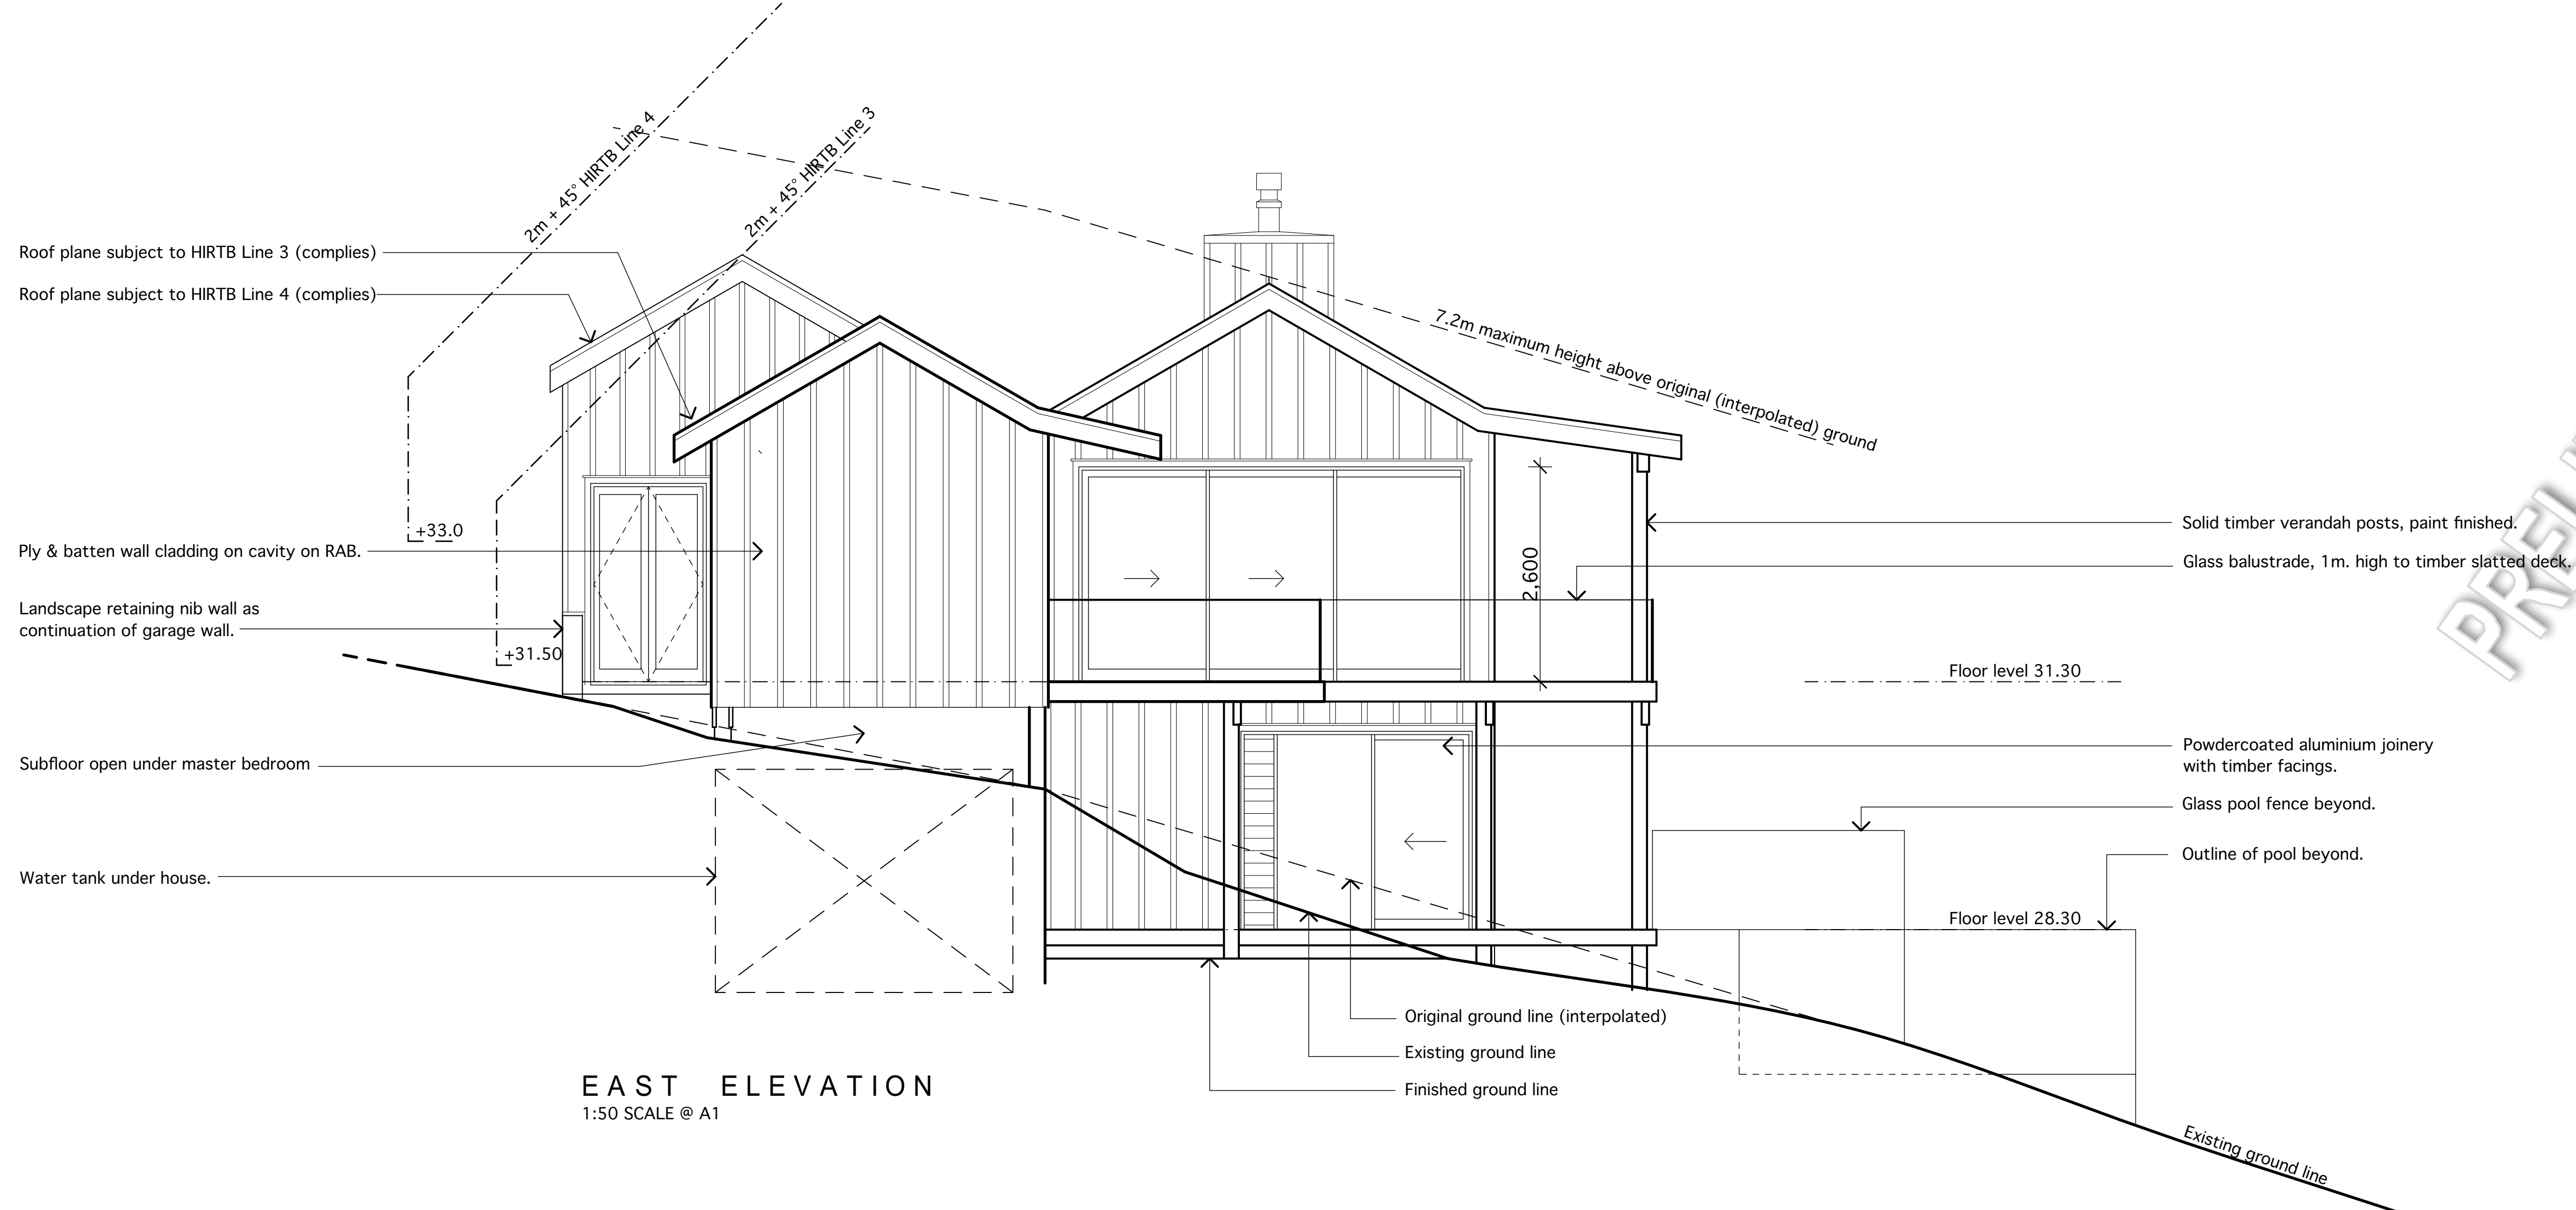 2m + 45° HIRTB Line 4
2m + 45° HIRTB Line 3
Roof plane subject to HIRTB Line 3 (complies)
Roof plane subject to HIRTB Line 4 (complies)
7.2m maximum height above original (interpolated) ground
+33.0
Ply & batten wall cladding on cavity on RAB.
Landscape retaining nib wall as
continuation of garage wall.
+31.50
2,600
Solid timber verandah posts, paint finished.
Glass balustrade, 1m. high to timber slatted deck.
Floor level 31.30
Subfloor open under master bedroom
Powdercoated aluminium joinery
with timber facings.
Glass pool fence beyond.
Outline of pool beyond.
Water tank under house.
Floor level 28.30
Original ground line (interpolated)
Existing ground line
Finished ground line
EAST ELEVATION
1:50 SCALE @ A1
Existing ground line